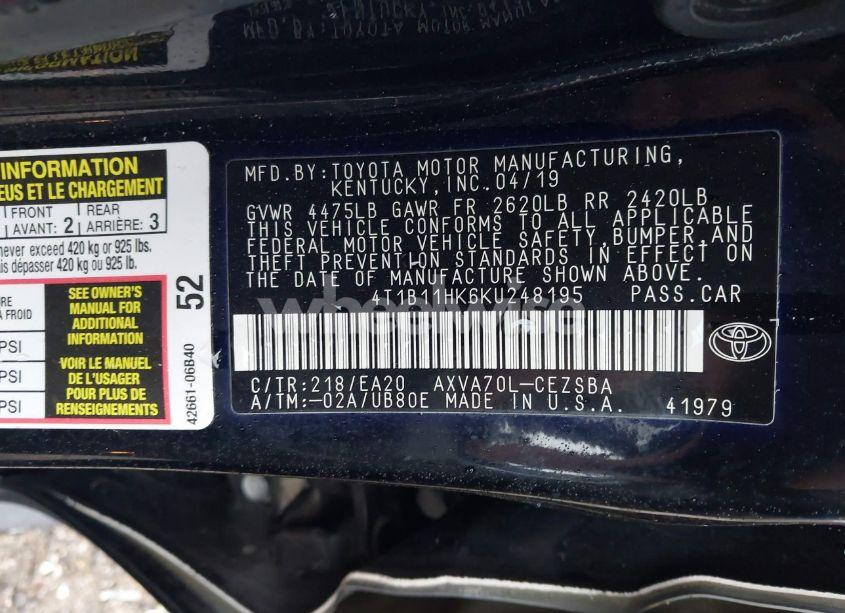 INFORMATION
EUS ET LE CHARGEMENT
FRONT
AVANT: 2
REAR
ARRIÈRE: 3
never exceed 420 kg or 925 lbs.
is dépasser 420 kg ou 925 lb.
URE
À FROID
PSI
PSI
PSI
SEE OWNER'S
MANUAL FOR
ADDITIONAL
INFORMATION
VOIR LE MANUEL
DE L'USAGER
POUR PLUS DE
RENSEIGNEMENTS
52
42661-06B40
MFD.BY:TOYOTA MOTOR MANUFACTURING,
KENTUCKY,INC.04/19
GVWR 4475LB GAWR FR 2620LB RR 2420LB
THIS VEHICLE CONFORMS TO ALL APPLICABLE
FEDERAL MOTOR VEHICLE SAFETY,BUMPER,AND
THEFT PREVENTION STANDARDS IN EFFECT ON
THE DATE OF MANUFACTURE SHOWN ABOVE.
4T1B11HK6KU248195 PASS.CAR
C/TR:218/EA20 AXVA70L-CEZSBA
A/TM:-02A/UB80E MADE IN U.S.A. 41979